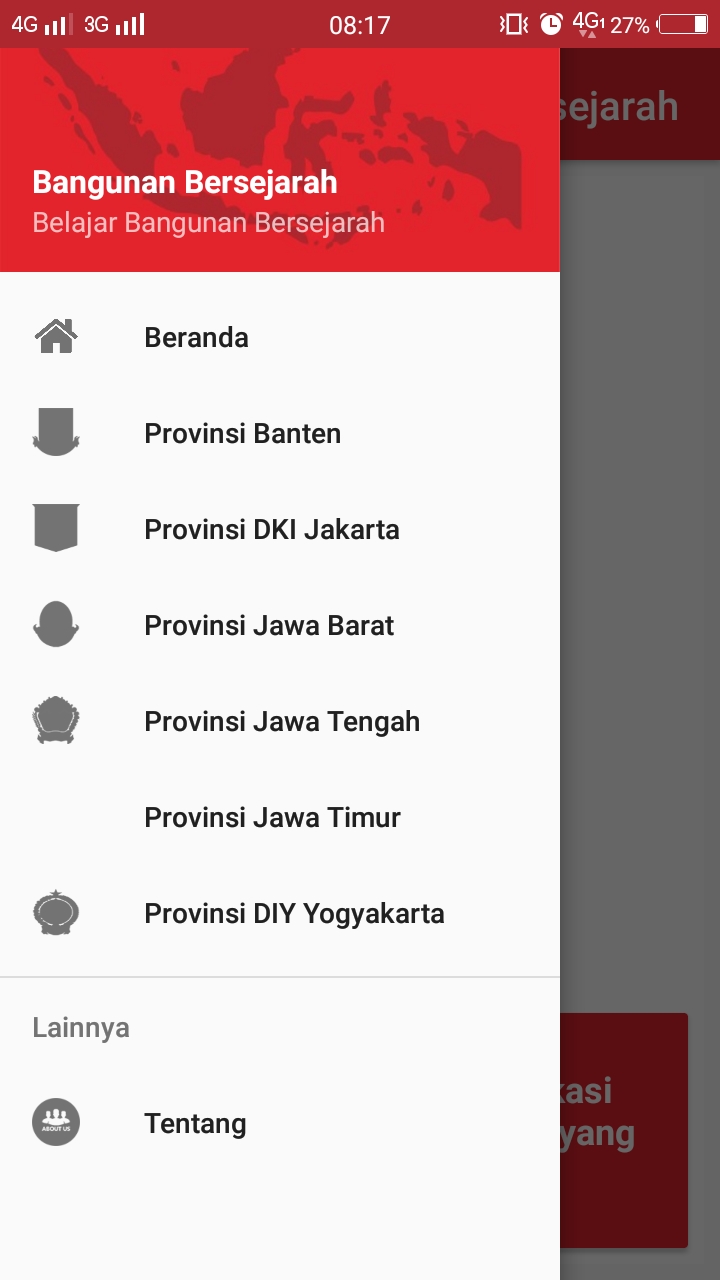 4G 3G 08:17 4G1 27%
sejarah
Bangunan Bersejarah
Belajar Bangunan Bersejarah
Beranda
Provinsi Banten
Provinsi DKI Jakarta
Provinsi Jawa Barat
Provinsi Jawa Tengah
Provinsi Jawa Timur
Provinsi DIY Yogyakarta
Lainnya
kasi
yang
ABOUT US
Tentang